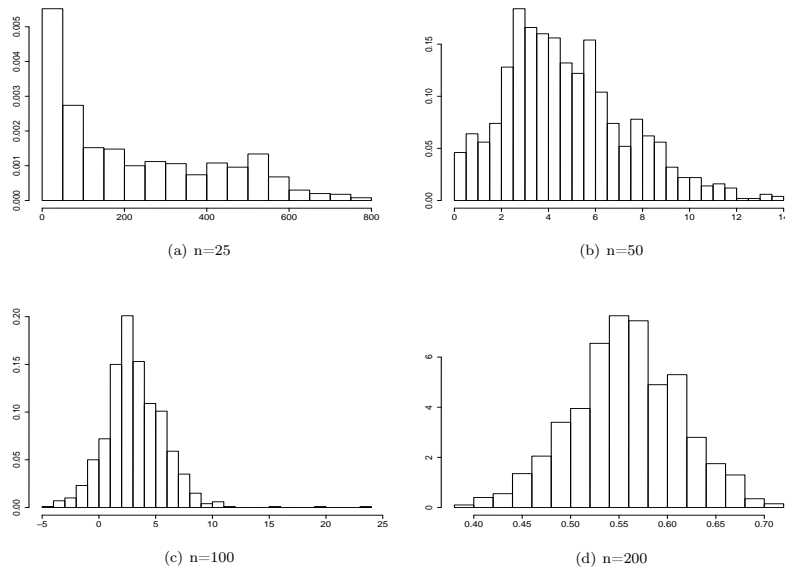 0.000 0.001 0.002 0.003 0.004 0.005
0 200 400 600 800
(a) n=25
0.00 0.05 0.10 0.15
0 2 4 6 8 10 12 14
(b) n=50
0.00 0.05 0.10 0.15 0.20
−5 0 5 10 15 20 25
(c) n=100
0 2 4 6
0.40 0.45 0.50 0.55 0.60 0.65 0.70
(d) n=200